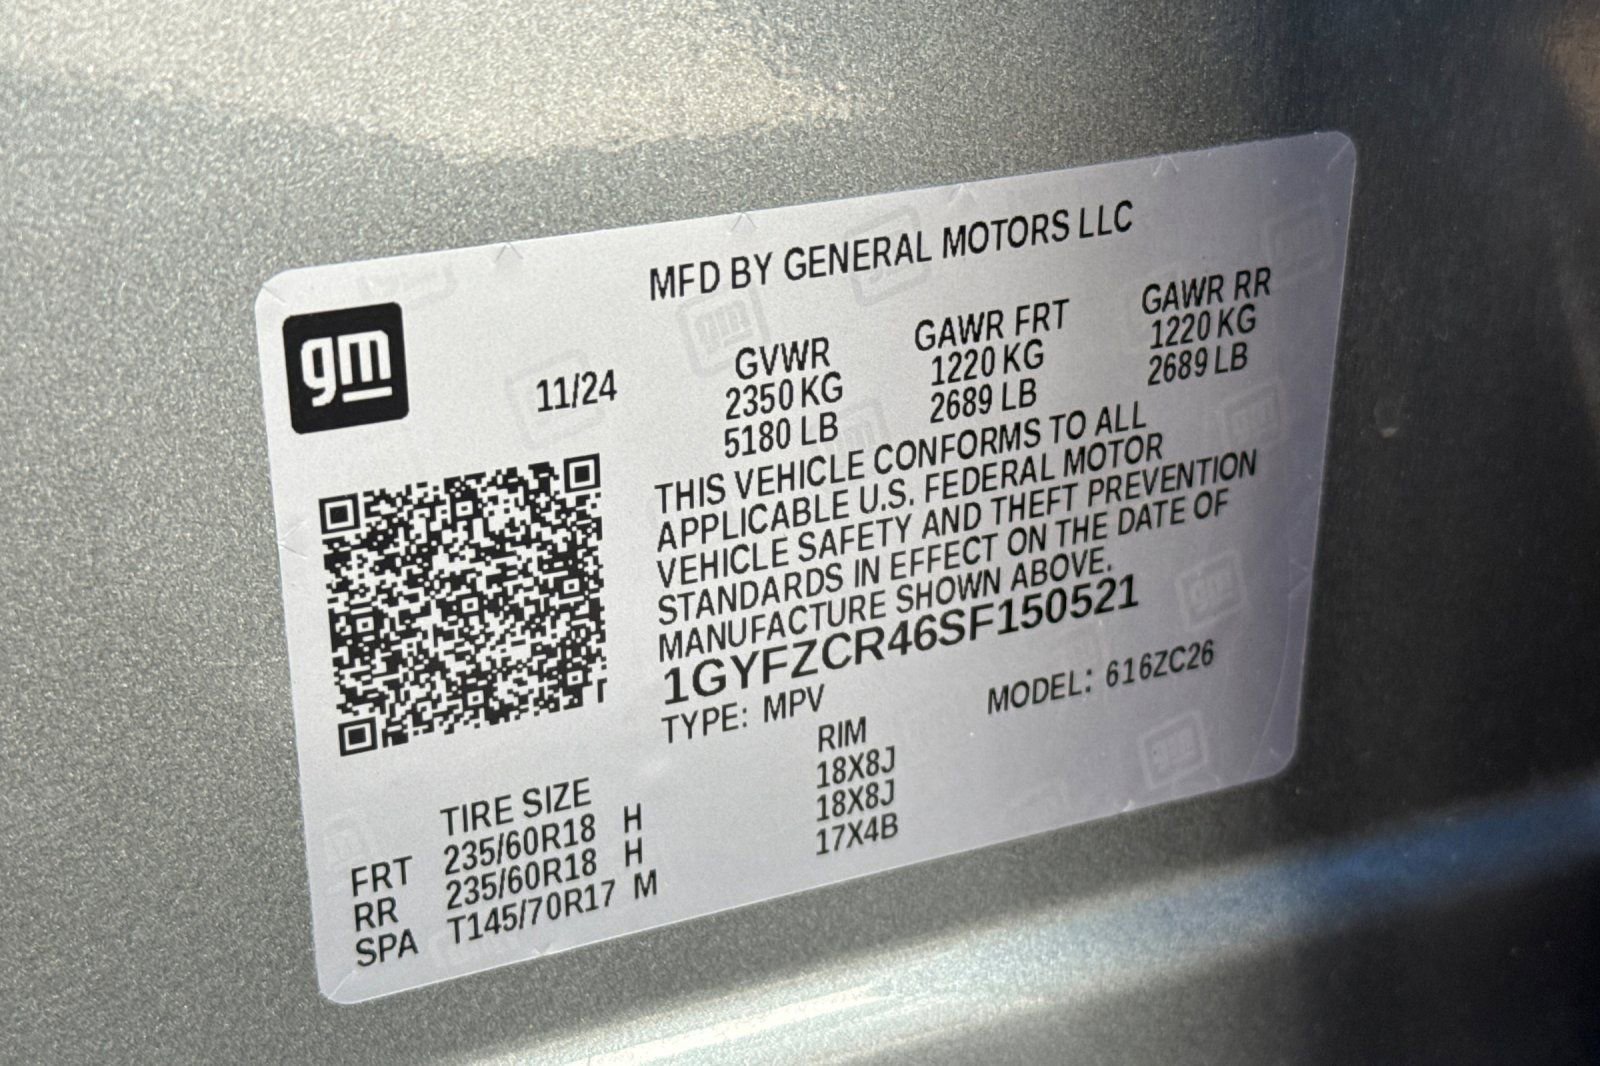 MFD BY GENERAL MOTORS LLC
gm
11/24
GVWR GAWR FRT GAWR RR
2350 KG 1220 KG 1220 KG
5180 LB 2689 LB 2689 LB
THIS VEHICLE CONFORMS TO ALL
APPLICABLE U.S. FEDERAL MOTOR
VEHICLE SAFETY AND THEFT PREVENTION
STANDARDS IN EFFECT ON THE DATE OF
MANUFACTURE SHOWN ABOVE.
1GYFZCR46SF150521
TYPE: MPV MODEL: 616ZC26
TIRE SIZE RIM
FRT 235/60R18 H 18X8J
RR 235/60R18 H 18X8J
SPA T145/70R17 M 17X4B